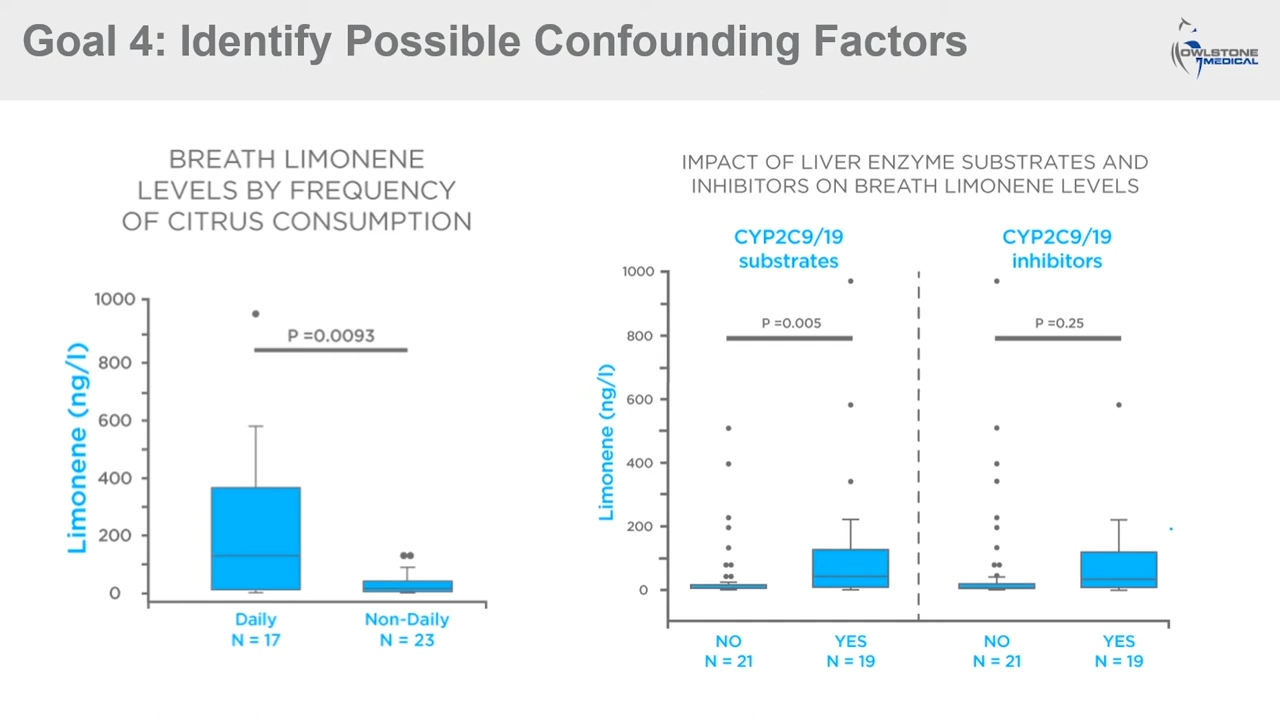 Goal 4: Identify Possible Confounding Factors
OWLSTONE
MEDICAL
BREATH LIMONENE
LEVELS BY FREQUENCY
OF CITRUS CONSUMPTION
Limonene (ng/l)
1000
800
600
400
200
0
P =0.0093
Daily
N = 17
Non-Daily
N = 23
IMPACT OF LIVER ENZYME SUBSTRATES AND
INHIBITORS ON BREATH LIMONENE LEVELS
CYP2C9/19
substrates
CYP2C9/19
inhibitors
Limonene (ng/l)
1000
800
600
400
200
0
P =0.005
P =0.25
NO
N = 21
YES
N = 19
NO
N = 21
YES
N = 19